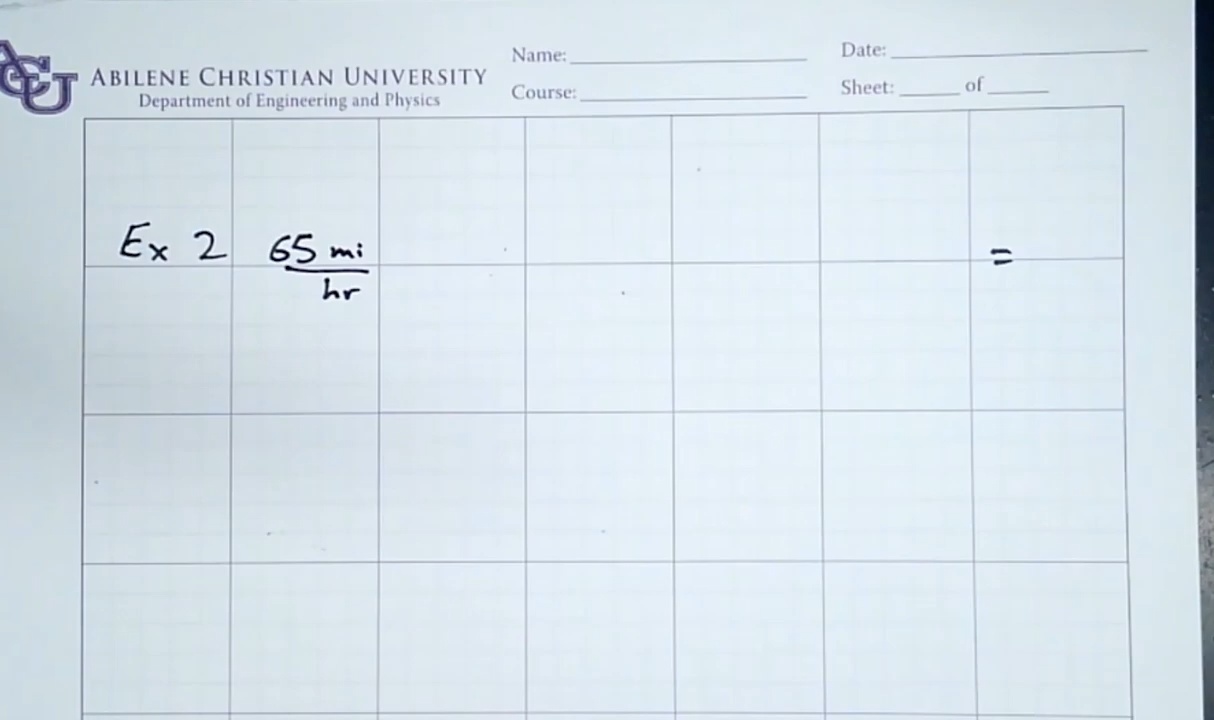 ACU
ABILENE CHRISTIAN UNIVERSITY
Department of Engineering and Physics
Name:
Course:
Date:
Sheet: of
Ex 2 65 mi =
hr